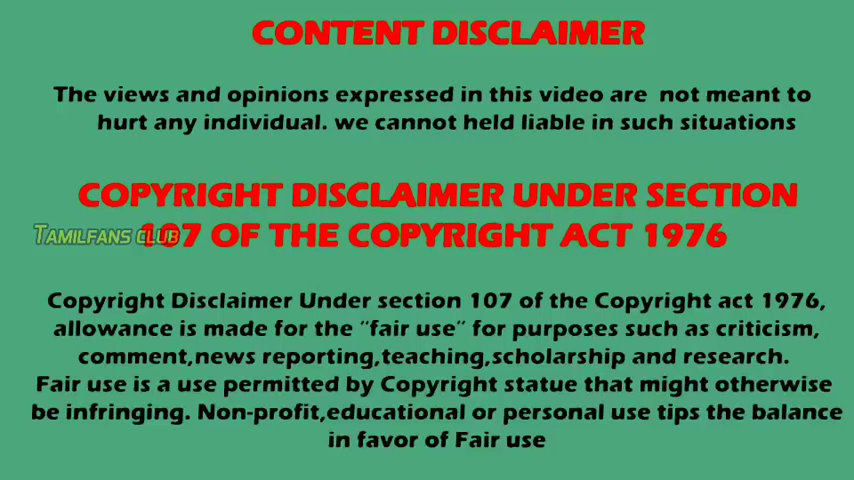 CONTENT DISCLAIMER
The views and opinions expressed in this video are not meant to
hurt any individual. we cannot held liable in such situations
COPYRIGHT DISCLAIMER UNDER SECTION
107 OF THE COPYRIGHT ACT 1976
TAMILFANS CLUB
Copyright Disclaimer Under section 107 of the Copyright act 1976,
allowance is made for the "fair use" for purposes such as criticism,
comment,news reporting,teaching,scholarship and research.
Fair use is a use permitted by Copyright statue that might otherwise
be infringing. Non-profit,educational or personal use tips the balance
in favor of Fair use